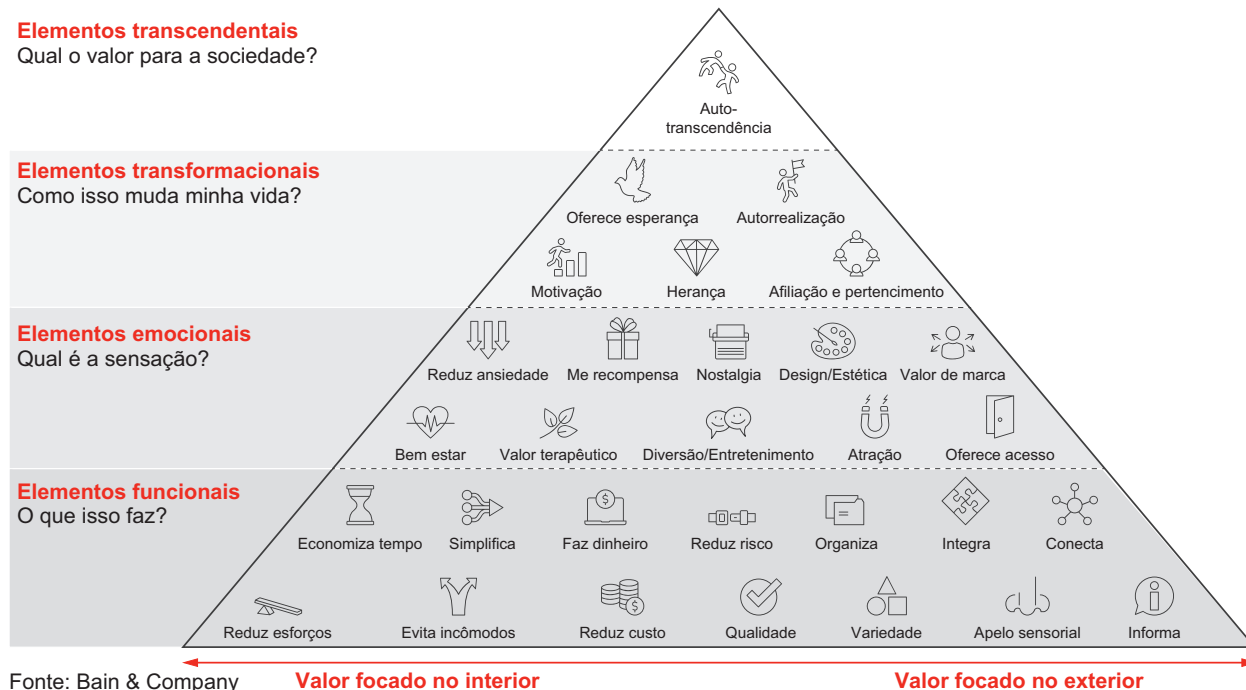 Elementos transcendentais
Qual o valor para a sociedade?
Auto-
transcendência
Elementos transformacionais
Como isso muda minha vida?
Oferece esperança
Autorrealização
Motivação
Herança
Afiliação e pertencimento
Elementos emocionais
Qual é a sensação?
Reduz ansiedade
Me recompensa
Nostalgia
Design/Estética
Valor de marca
Bem estar
Valor terapêutico
Diversão/Entretenimento
Atração
Oferece acesso
Elementos funcionais
O que isso faz?
Economiza tempo
Simplifica
$
Faz dinheiro
Reduz risco
Organiza
Integra
Conecta
Reduz esforços
Evita incômodos
$
Reduz custo
Qualidade
Variedade
Apelo sensorial
i
Informa
Fonte: Bain & Company
Valor focado no interior
Valor focado no exterior